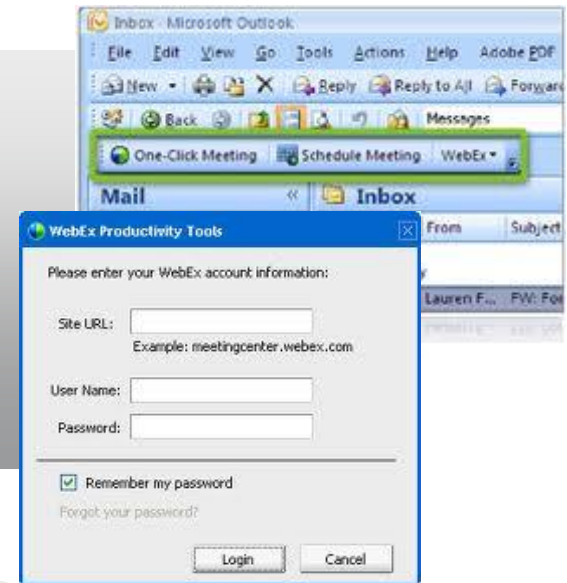 Inbox - Microsoft Outlook
File Edit View Go Tools Actions Help Adobe PDF
New Reply Reply to All Forward
Back Messages
One-Click Meeting Schedule Meeting WebEx
Mail « Inbox
WebEx Productivity Tools
From Subject
Please enter your WebEx account information:
Lauren F... FW: For
Site URL:
Example: meetingcenter.webex.com
User Name:
Password:
Remember my password
Forgot your password?
Login Cancel